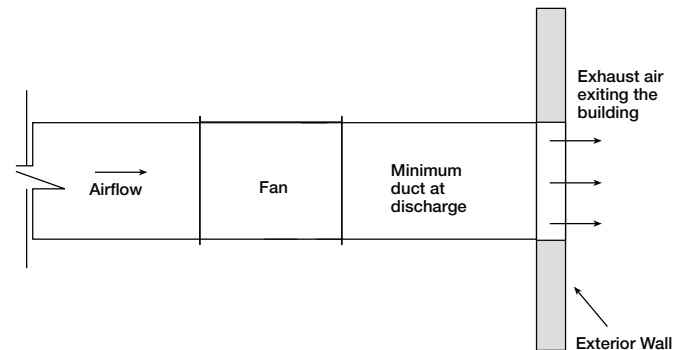 Exhaust air
exiting the
building
Airflow
Fan
Minimum
duct at
discharge
Exterior Wall